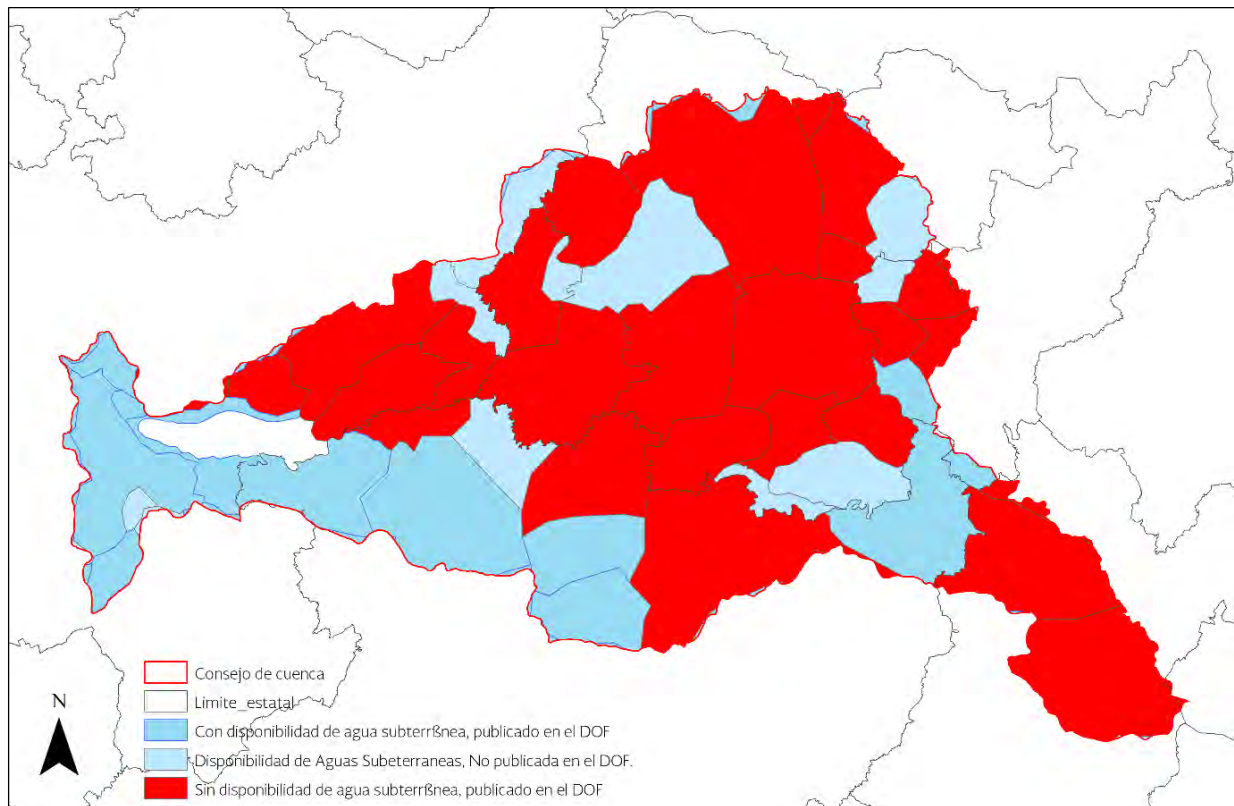 N
Consejo de cuenca
Límite_estatal
Con disponibilidad de agua subterrßnea, publicado en el DOF
Disponibilidad de Aguas Subeterraneas, No publicada en el DOF.
Sin disponibilidad de agua subterrßnea, publicado en el DOF